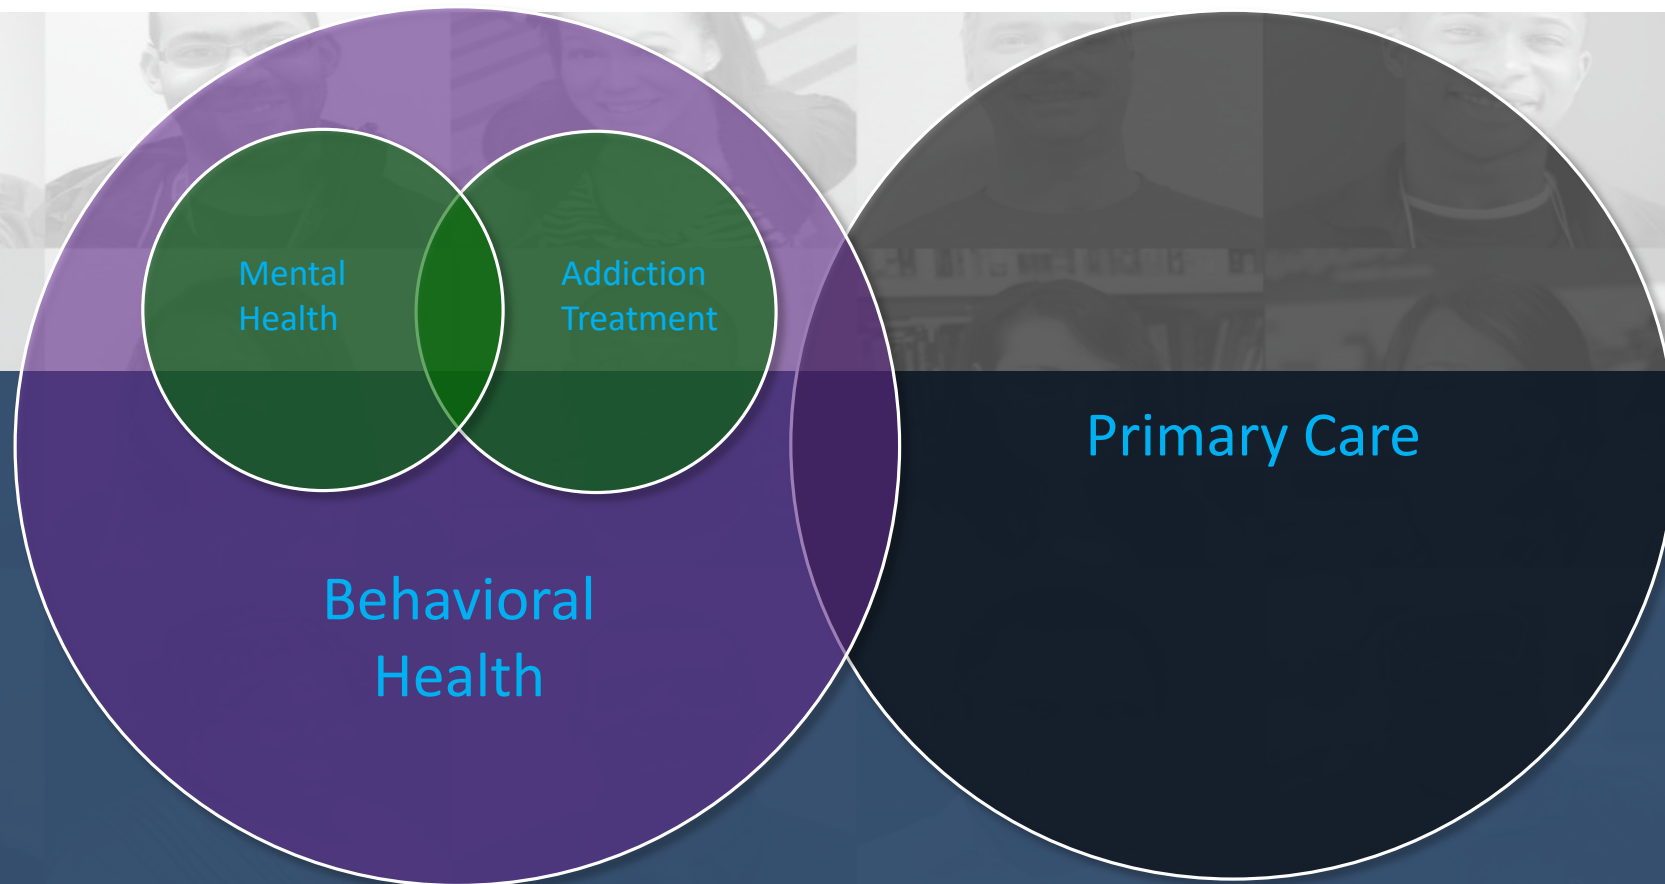 Mental
Health
Addiction
Treatment
Primary Care
Behavioral
Health